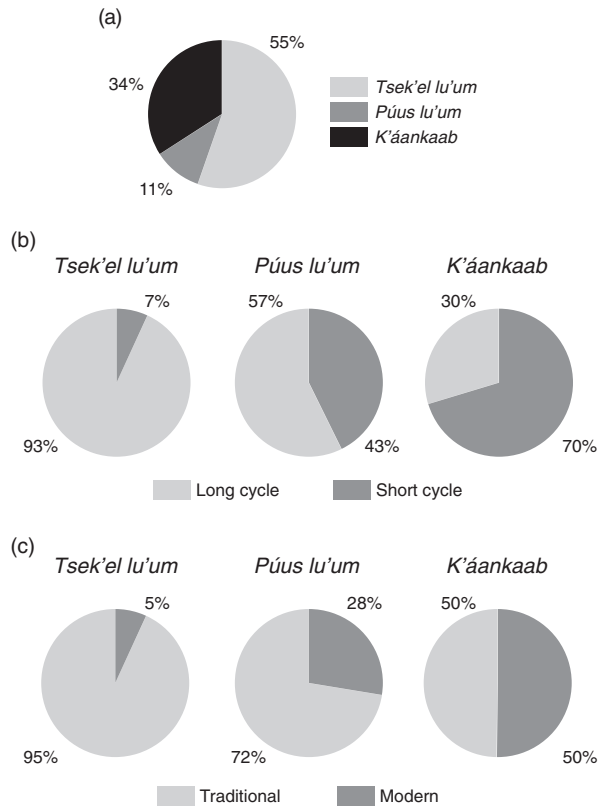 (a)
55%
34%
11%
Tsek'el lu'um
Púus lu'um
K'áankaab
(b)
Tsek'el lu'um Púus lu'um K'áankaab
7% 57% 30%
93% 43% 70%
Long cycle Short cycle
(c)
Tsek'el lu'um Púus lu'um K'áankaab
5% 28% 50%
95% 72% 50%
Traditional Modern